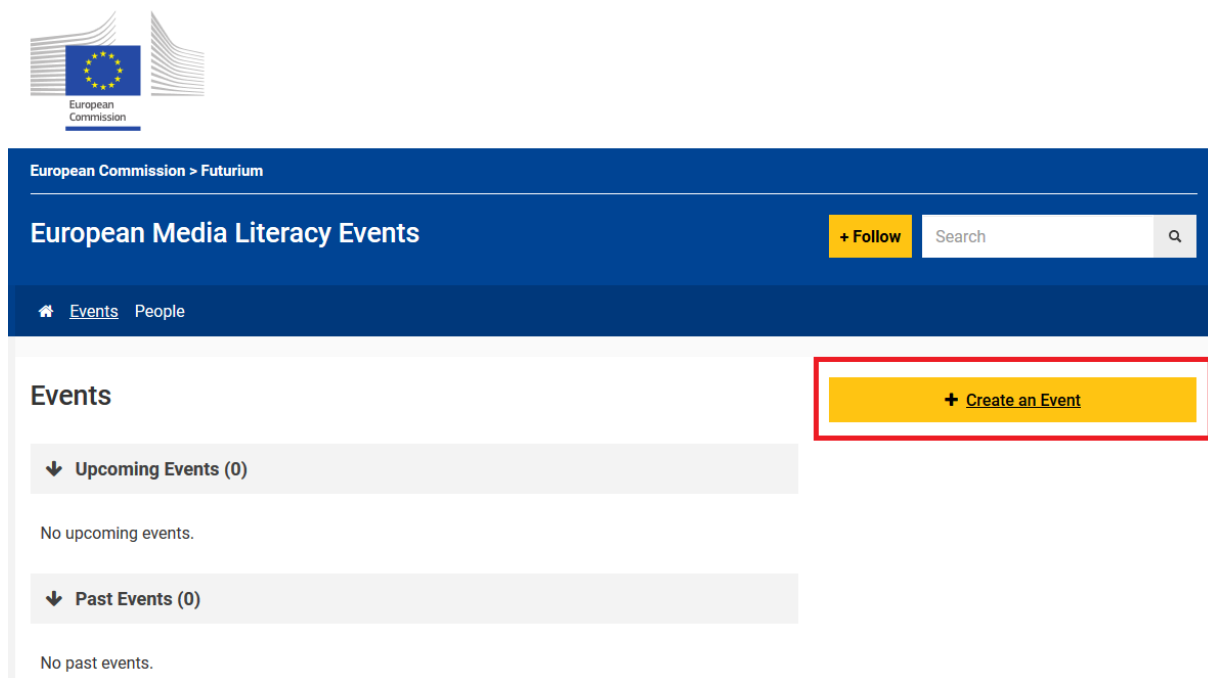 European
Commission
European Commission > Futurium
European Media Literacy Events
+ Follow
Search
Events People
Events
+ Create an Event
Upcoming Events (0)
No upcoming events.
Past Events (0)
No past events.